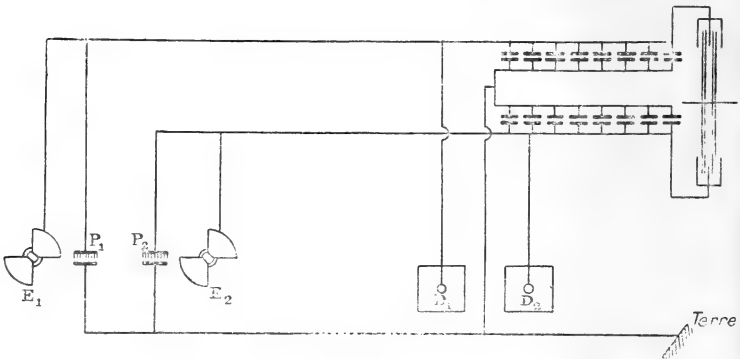 P₁
P₂
E₁
E₂
D₁
D₂
Terre